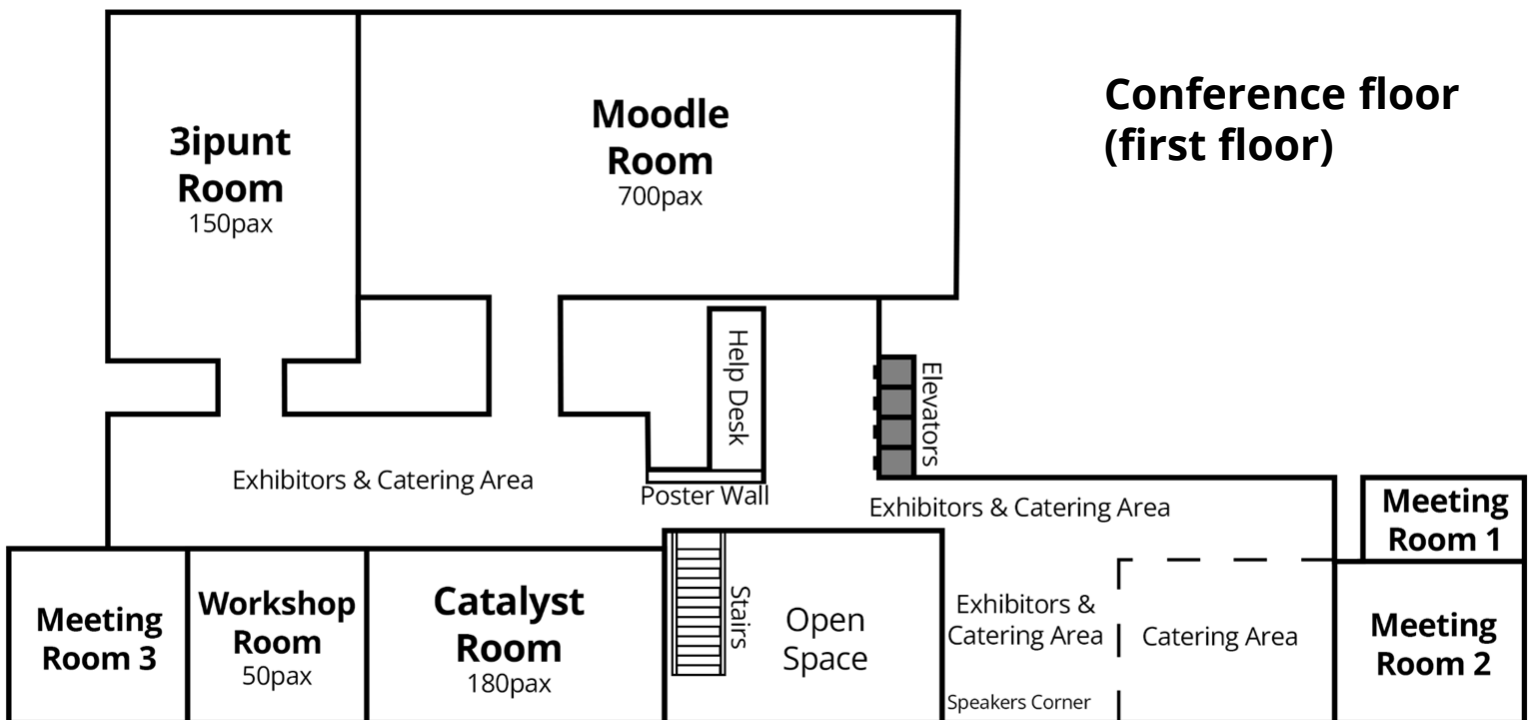 Conference floor
(first floor)
3ipunt
Room
150pax
Moodle
Room
700pax
Help Desk
Elevators
Exhibitors & Catering Area
Poster Wall
Exhibitors & Catering Area
Meeting
Room 1
Meeting
Room 3
Workshop
Room
50pax
Catalyst
Room
180pax
Stairs
Open
Space
Exhibitors &
Catering Area
Speakers Corner
Catering Area
Meeting
Room 2